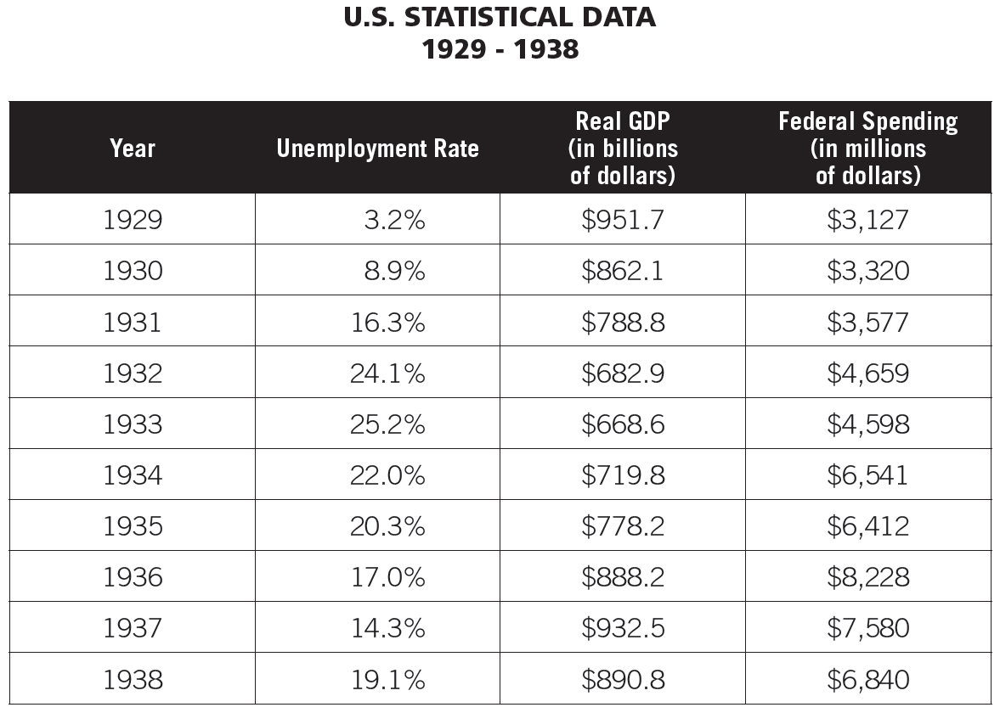 U.S. STATISTICAL DATA
1929 - 1938
Year Unemployment Rate Real GDP (in billions of dollars) Federal Spending (in millions of dollars)
1929 3.2% $951.7 $3,127
1930 8.9% $862.1 $3,320
1931 16.3% $788.8 $3,577
1932 24.1% $682.9 $4,659
1933 25.2% $668.6 $4,598
1934 22.0% $719.8 $6,541
1935 20.3% $778.2 $6,412
1936 17.0% $888.2 $8,228
1937 14.3% $932.5 $7,580
1938 19.1% $890.8 $6,840